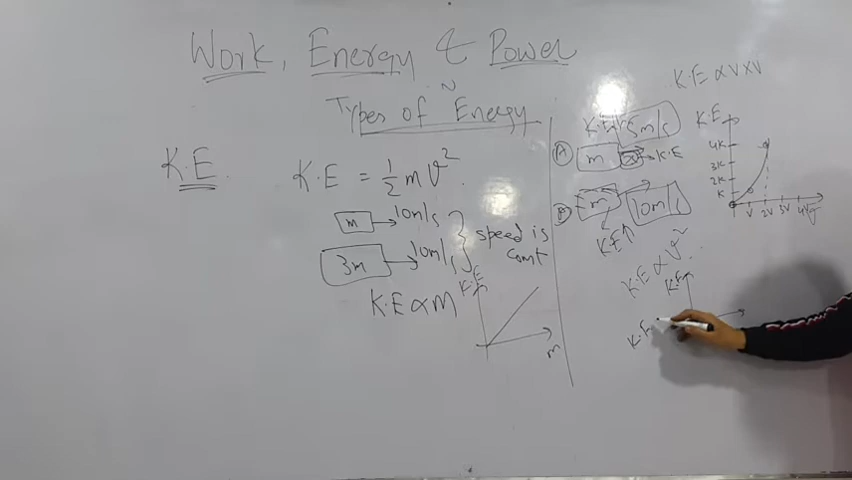 Work, Energy & Power
Types of Energy
K.E
K.E = 1/2 m v²
m → 10m/s
3m → 10m/s
speed is
const
K.E ∝ M
K.E
m
K.E ∝ V×V
5m/s
A m → K.E
B m 10m/s
K.E↑
K.E ∝ v²
K.E
4K
3K
2K
K
V 2V 3V 4V
K.E
K.E